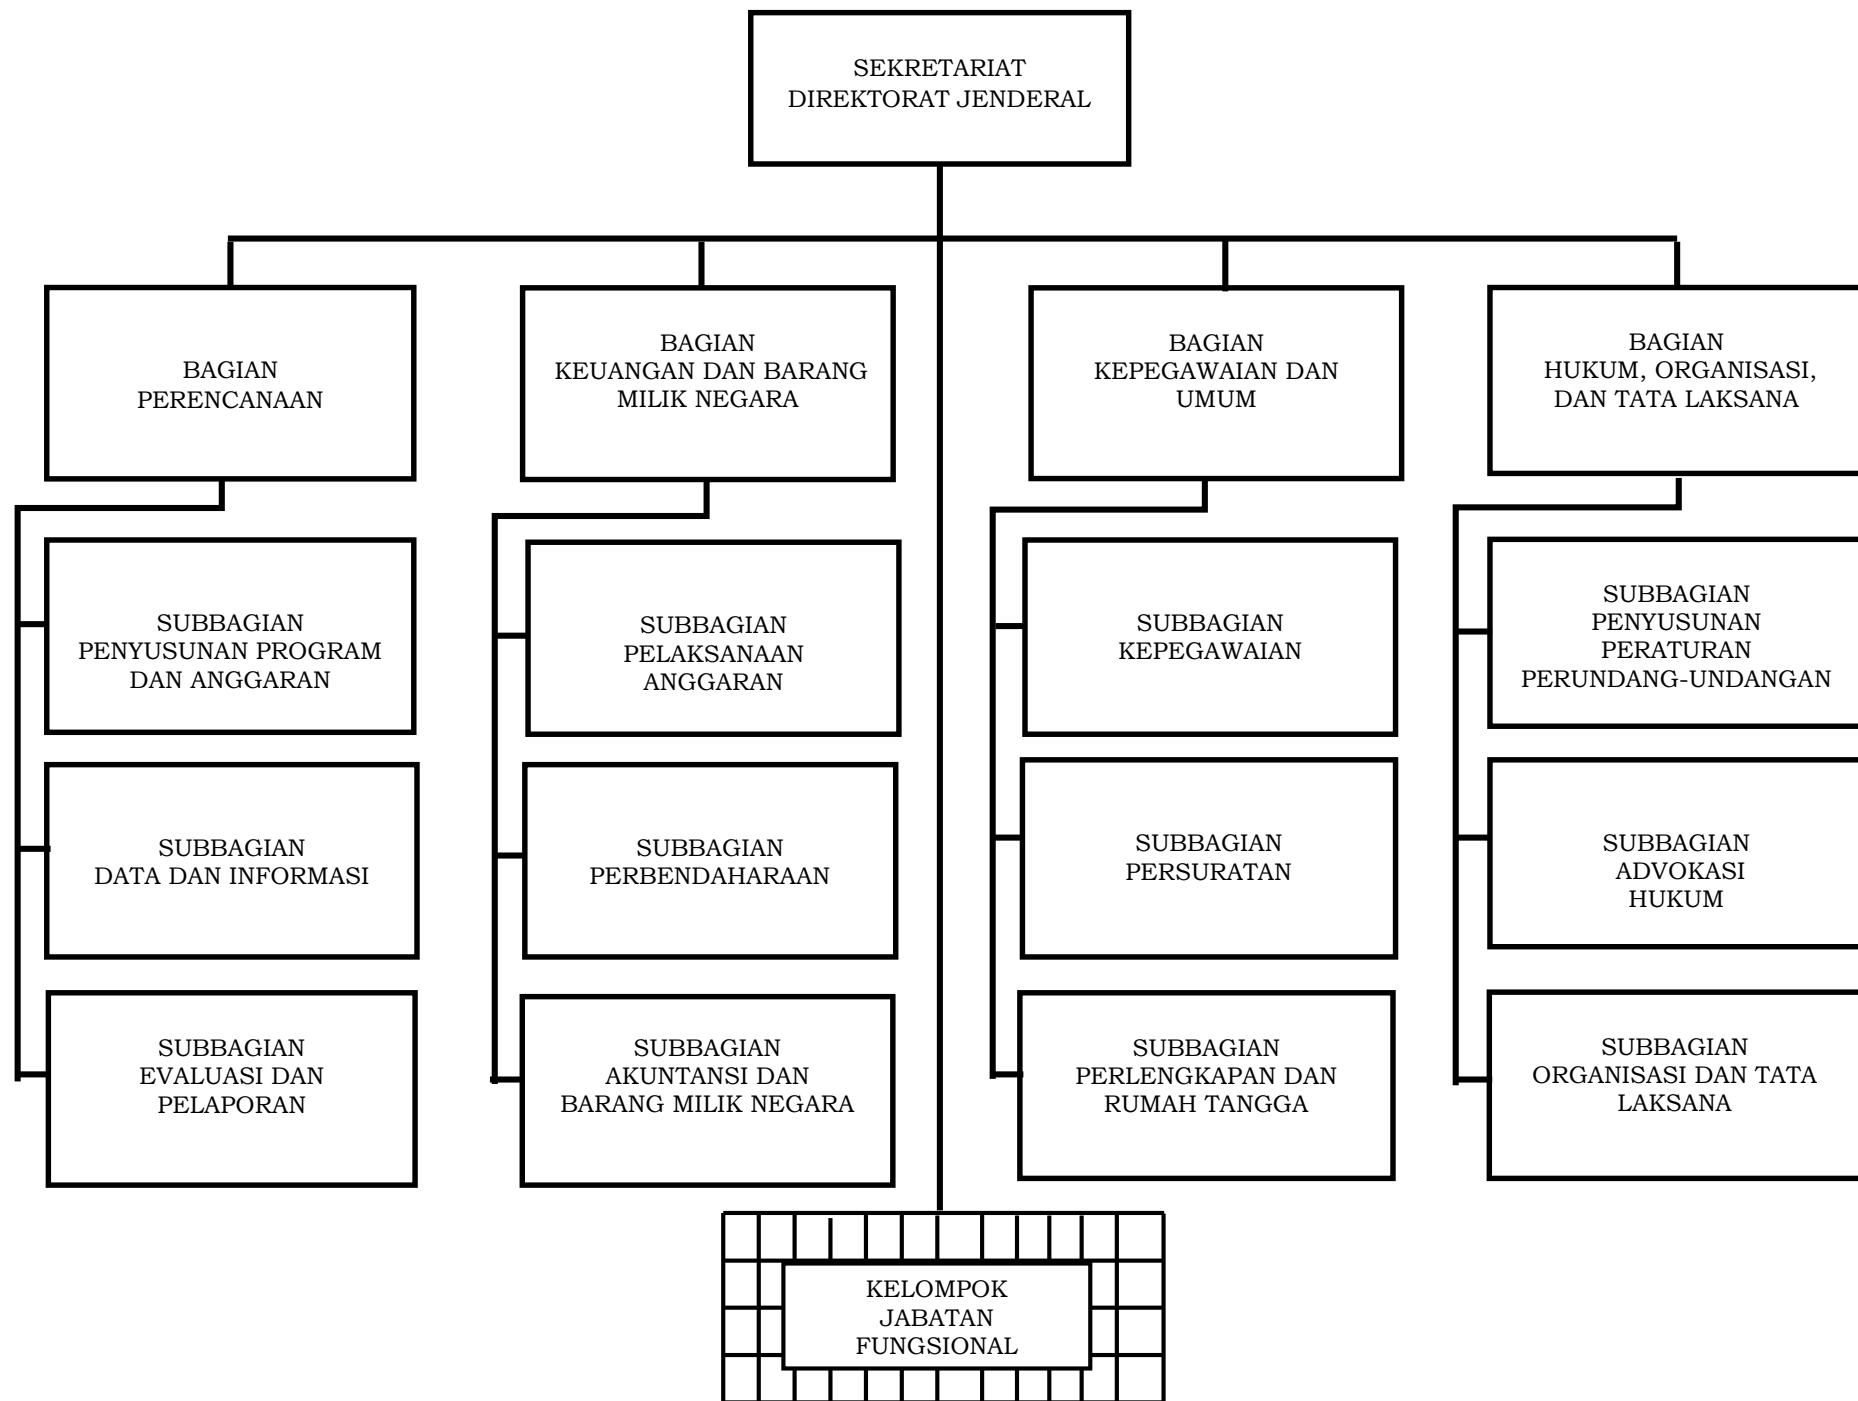 SEKRETARIAT
DIREKTORAT JENDERAL
BAGIAN
PERENCANAAN
BAGIAN
KEUANGAN DAN BARANG
MILIK NEGARA
BAGIAN
KEPEGAWAIAN DAN
UMUM
BAGIAN
HUKUM, ORGANISASI,
DAN TATA LAKSANA
SUBBAGIAN
PENYUSUNAN PROGRAM
DAN ANGGARAN
SUBBAGIAN
PELAKSANAAN
ANGGARAN
SUBBAGIAN
KEPEGAWAIAN
SUBBAGIAN
PENYUSUNAN
PERATURAN
PERUNDANG-UNDANGAN
SUBBAGIAN
DATA DAN INFORMASI
SUBBAGIAN
PERBENDAHARAAN
SUBBAGIAN
PERSURATAN
SUBBAGIAN
ADVOKASI
HUKUM
SUBBAGIAN
EVALUASI DAN
PELAPORAN
SUBBAGIAN
AKUNTANSI DAN
BARANG MILIK NEGARA
SUBBAGIAN
PERLENGKAPAN DAN
RUMAH TANGGA
SUBBAGIAN
ORGANISASI DAN TATA
LAKSANA
KELOMPOK
JABATAN
FUNGSIONAL